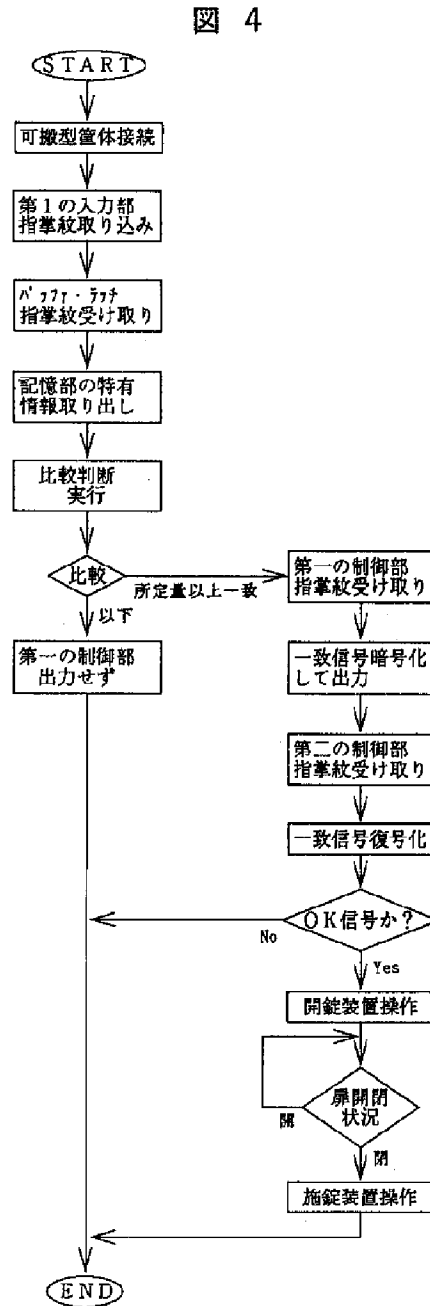 図 4
START
可搬型筐体接続
第1の入力部
指掌紋取り込み
バッファ・ラッチ
指掌紋受け取り
記憶部の特有
情報取り出し
比較判断
実行
比較
所定量以上一致
以下
第一の制御部
出力せず
第一の制御部
指掌紋受け取り
一致信号暗号化
して出力
第二の制御部
指掌紋受け取り
一致信号復号化
OK信号か?
No
Yes
開錠装置操作
扉開閉
状況
開
閉
施錠装置操作
END